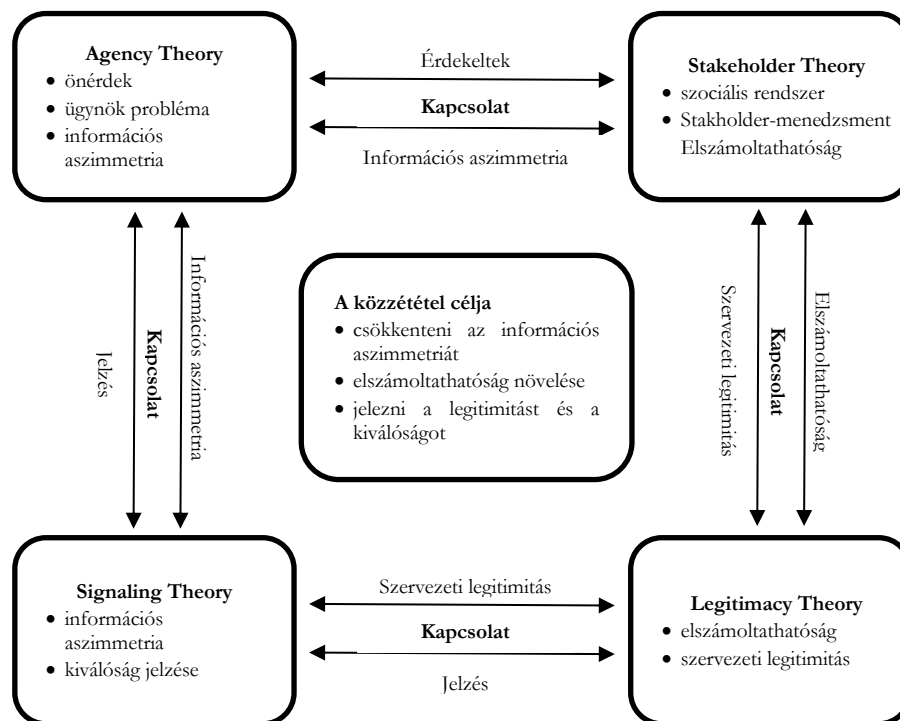 Agency Theory
• önérdek
• ügynök probléma
• információs
aszimmetria
Érdekeltek
Kapcsolat
Információs aszimmetria
Stakeholder Theory
• szociális rendszer
• Stakholder-menedzsment
Elszámoltathatóság
Jelzés
Kapcsolat
Információs aszimmetria
A közzététel célja
• csökkenteni az információs
aszimmetriát
• elszámoltathatóság növelése
• jelezni a legitimitást és a
kiválóságot
Szervezeti legitimitás
Kapcsolat
Elszámoltathatóság
Signaling Theory
• információs
aszimmetria
• kiválóság jelzése
Szervezeti legitimitás
Kapcsolat
Jelzés
Legitimacy Theory
• elszámoltathatóság
• szervezeti legitimitás